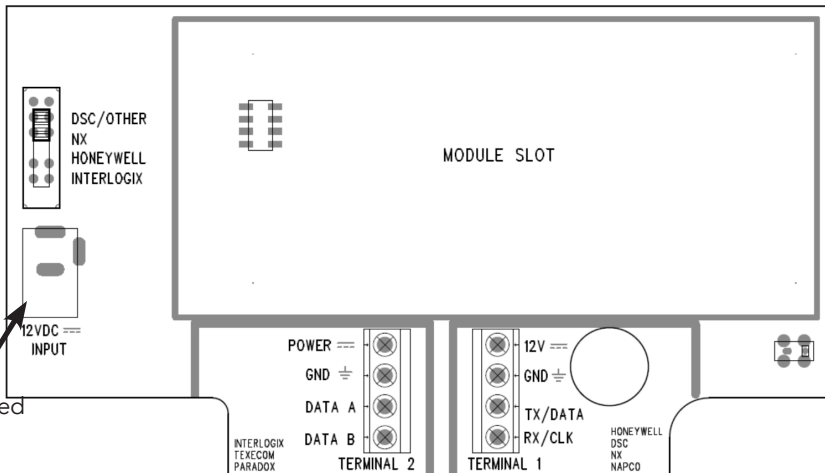 DSC/OTHER
NX
HONEYWELL
INTERLOGIX
MODULE SLOT
12VDC
INPUT
POWER
GND
DATA A
DATA B
TERMINAL 2
INTERLOGIX
TEXECOM
PARADOX
12V
GND
TX/DATA
RX/CLK
TERMINAL 1
HONEYWELL
DSC
NX
NAPCO
ed